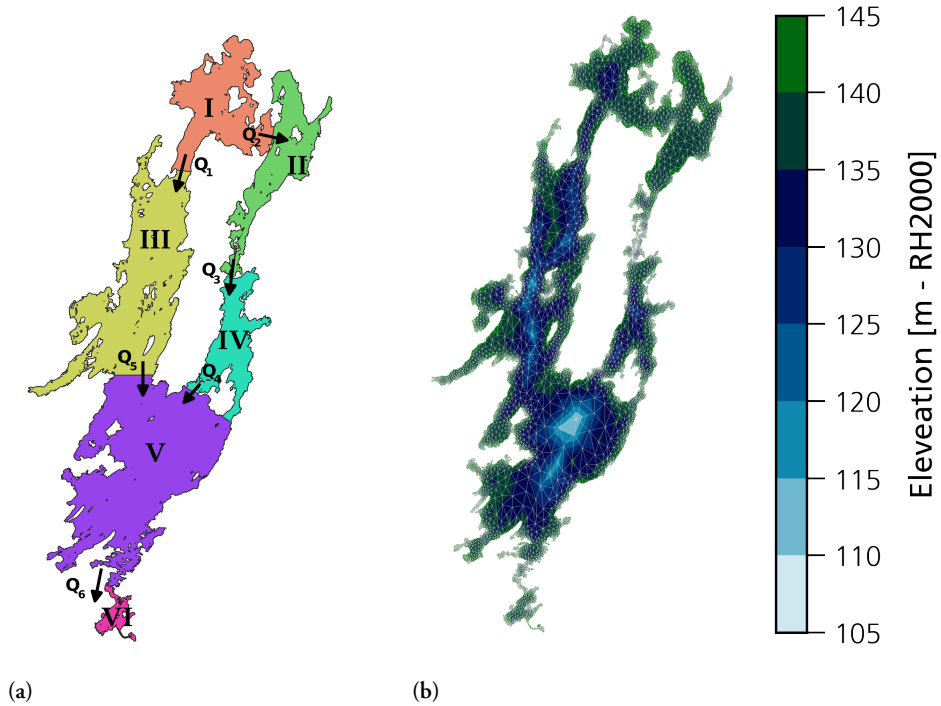 I
Q2
II
Q1
III
Q3
IV
Q5
Q4
V
Q6
VI
(a)
145
140
135
130
125
120
115
110
105
Eleveation [m - RH2000]
(b)